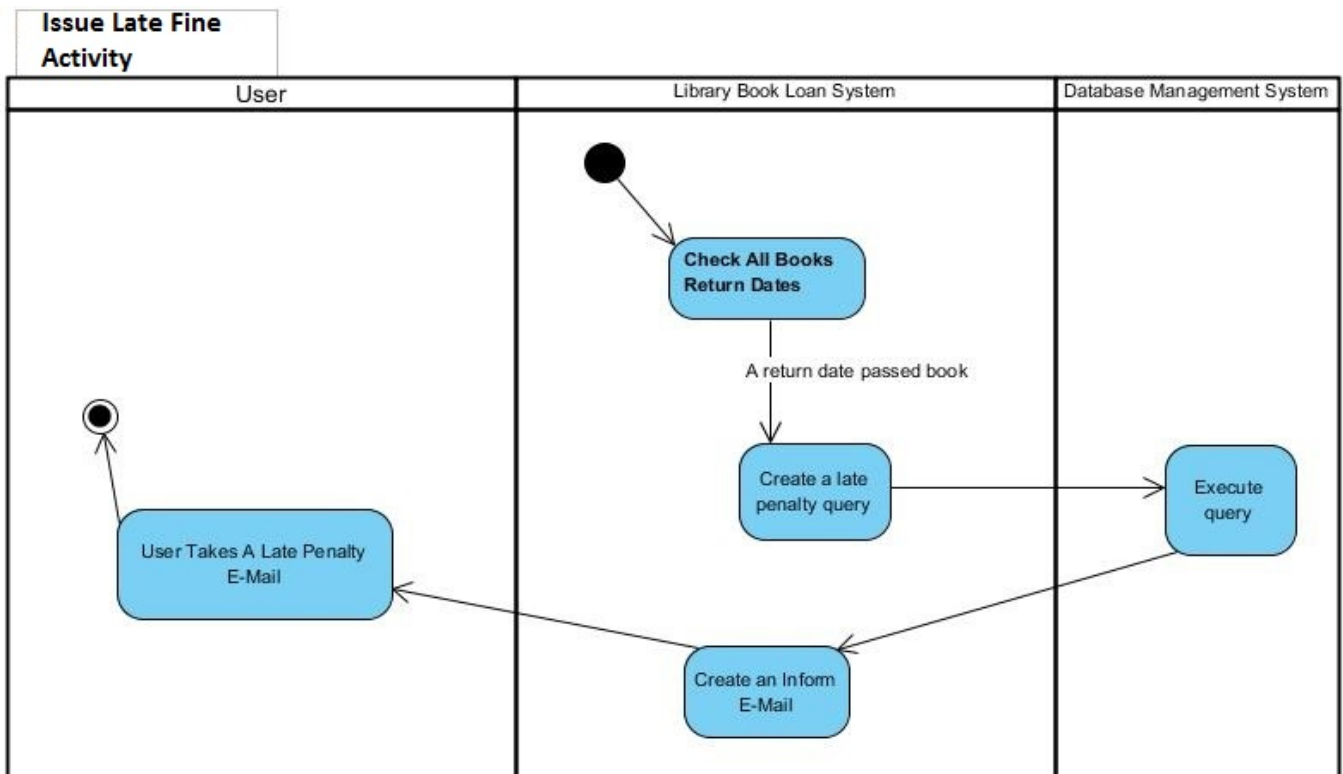 Issue Late Fine
Activity
User
Library Book Loan System
Database Management System
Check All Books
Return Dates
A return date passed book
Create a late
penalty query
Execute
query
User Takes A Late Penalty
E-Mail
Create an Inform
E-Mail